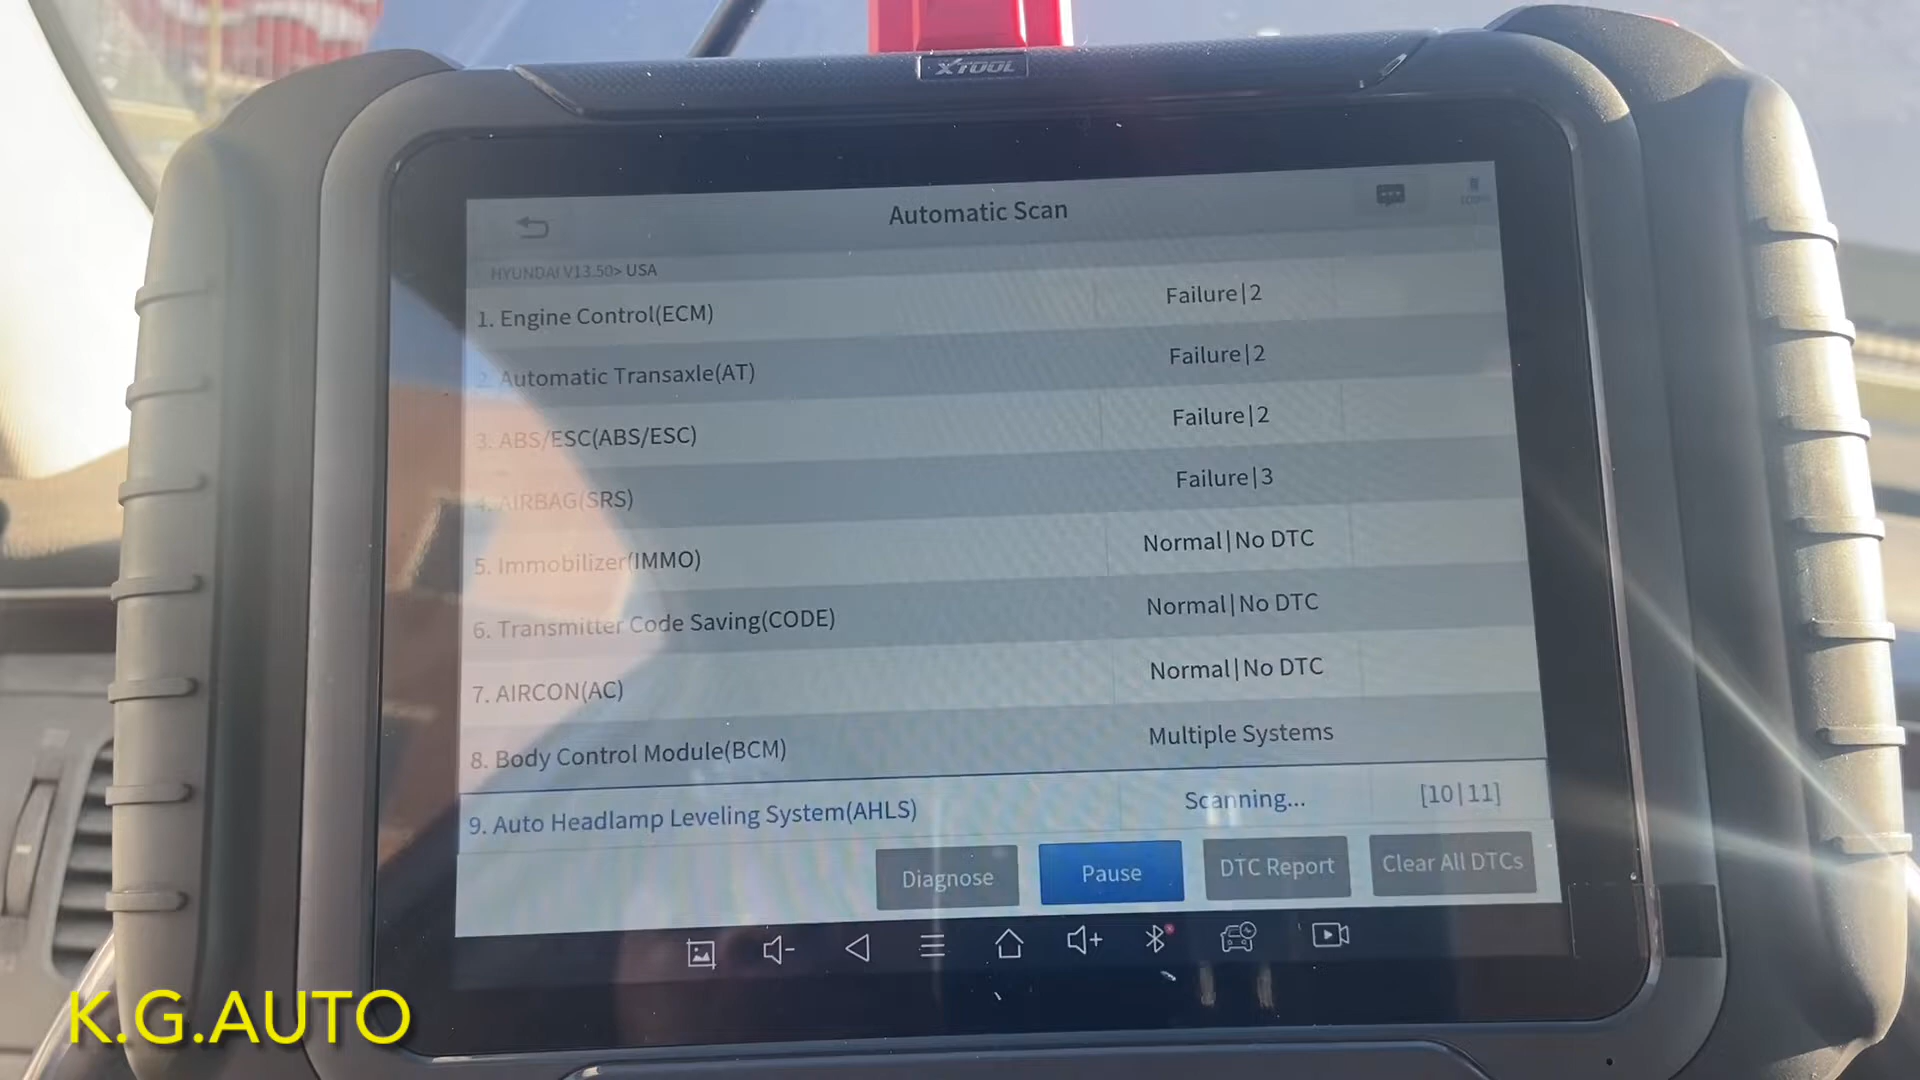 XTOOL
Automatic Scan
HYUNDAI V13.50> USA
1. Engine Control(ECM) Failure|2
2. Automatic Transaxle(AT) Failure|2
3. ABS/ESC(ABS/ESC) Failure|2
4. AIRBAG(SRS) Failure|3
5. Immobilizer(IMMO) Normal|No DTC
6. Transmitter Code Saving(CODE) Normal|No DTC
7. AIRCON(AC) Normal|No DTC
8. Body Control Module(BCM) Multiple Systems
9. Auto Headlamp Leveling System(AHLS) Scanning... [10|11]
Diagnose Pause DTC Report Clear All DTCs
K.G.AUTO